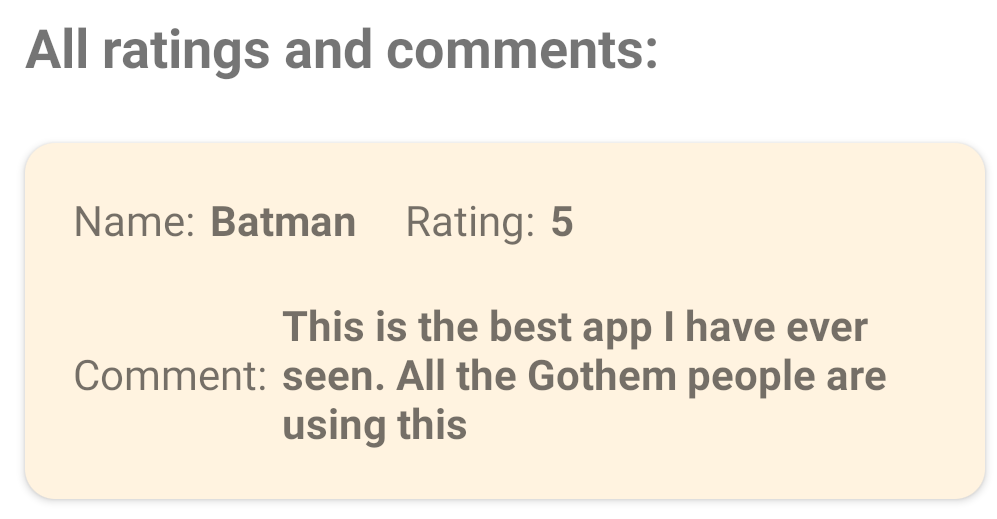 All ratings and comments:
Name: Batman Rating: 5
This is the best app I have ever
Comment: seen. All the Gothem people are
using this